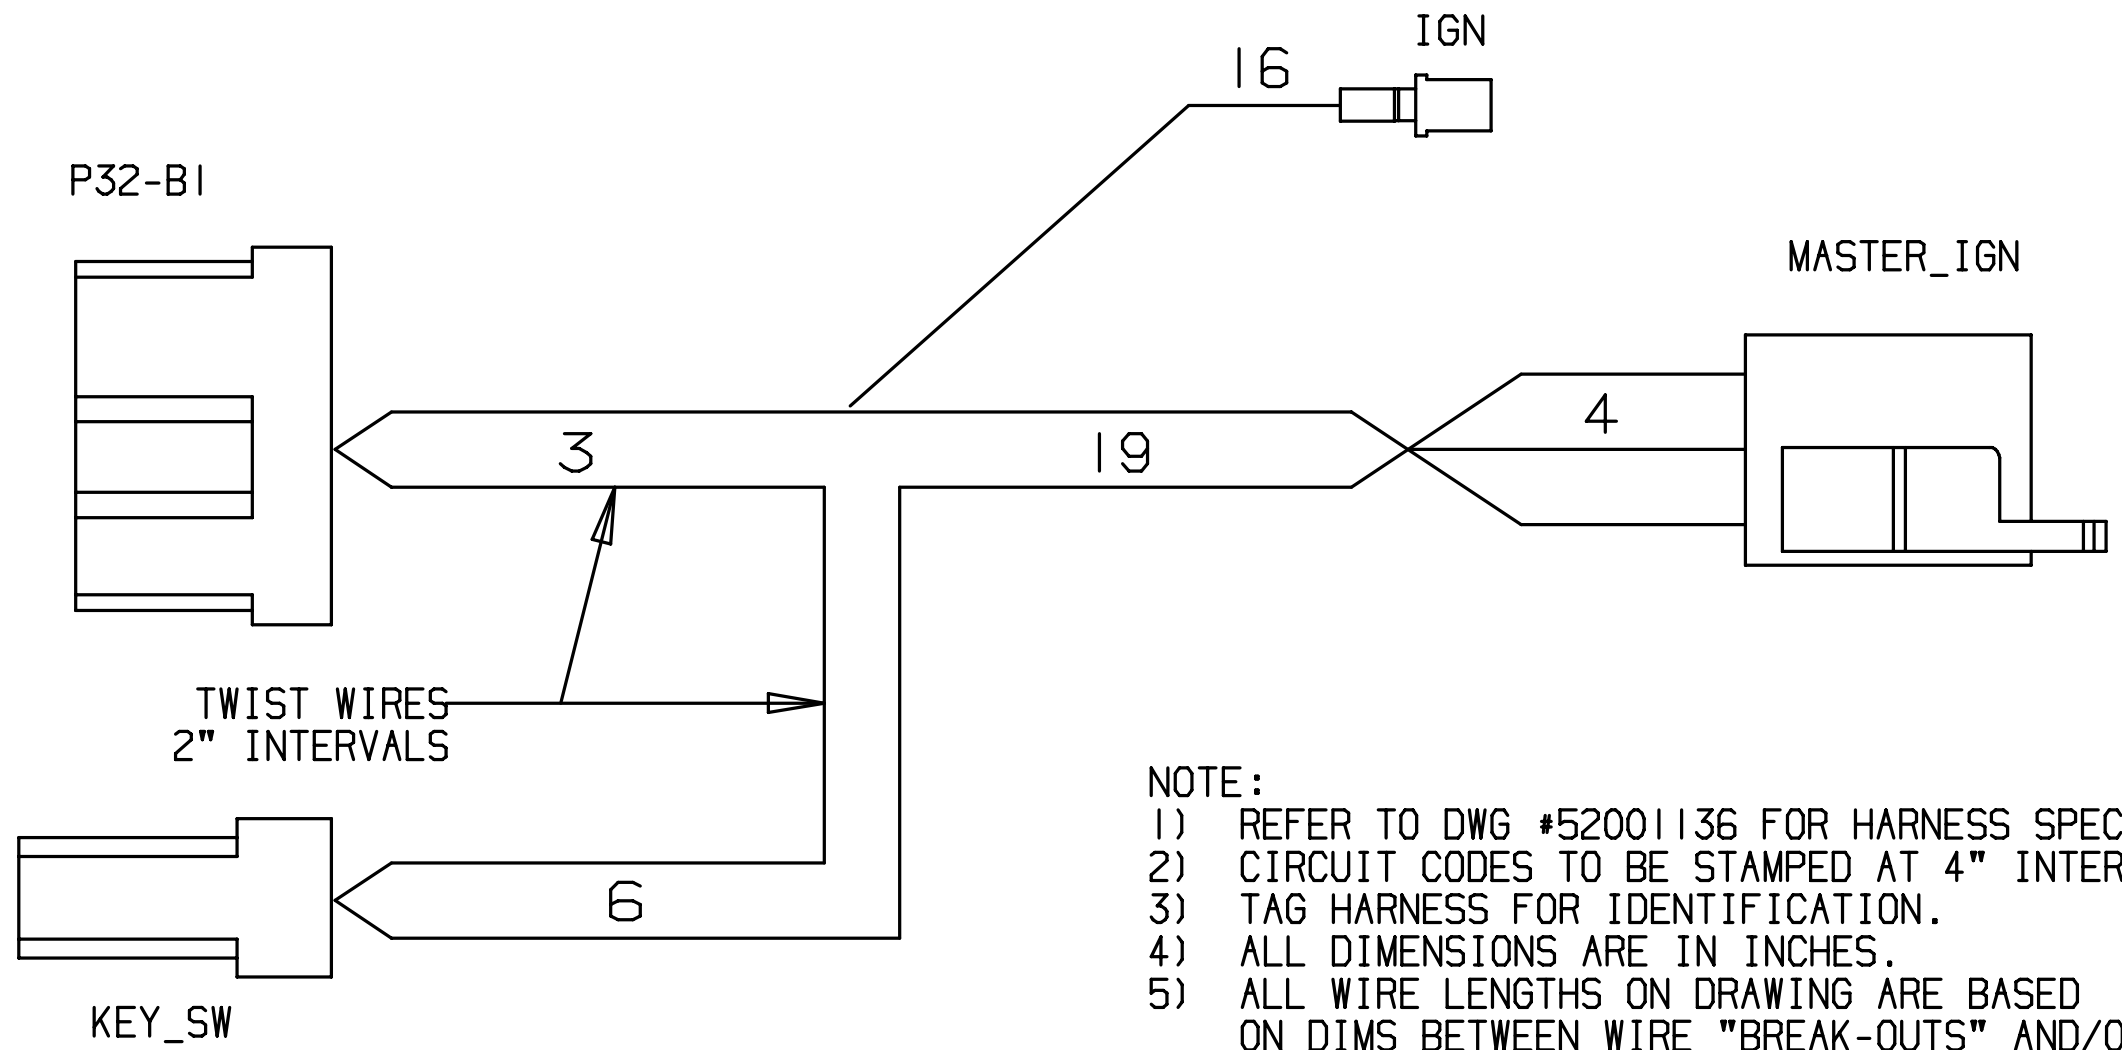 IGN
16
P32-B1
MASTER_IGN
4
3
19
TWIST WIRES
2" INTERVALS
6
KEY_SW
NOTE:
1) REFER TO DWG #52001136 FOR HARNESS SPEC
2) CIRCUIT CODES TO BE STAMPED AT 4" INTER
3) TAG HARNESS FOR IDENTIFICATION.
4) ALL DIMENSIONS ARE IN INCHES.
5) ALL WIRE LENGTHS ON DRAWING ARE BASED
ON DIMS BETWEEN WIRE "BREAK-OUTS" AND/O